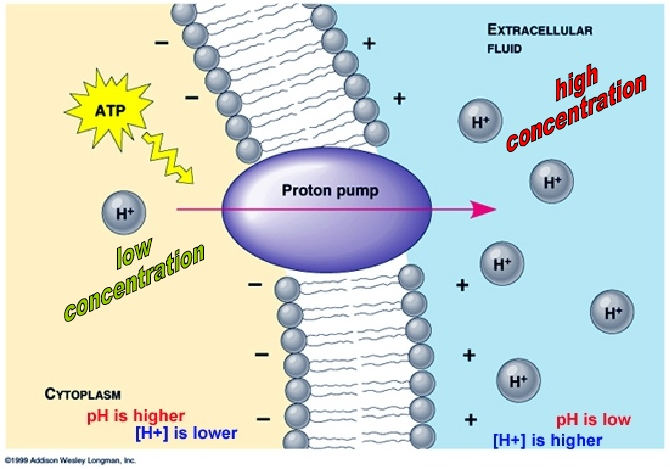 EXTRACELLULAR
FLUID
high
concentration
ATP
H+
H+
H+
H+
H+
H+
Proton pump
low
concentration
− +
− +
− +
− +
− +
CYTOPLASM
pH is higher
[H+] is lower
pH is low
[H+] is higher
©1999 Addison Wesley Longman, Inc.